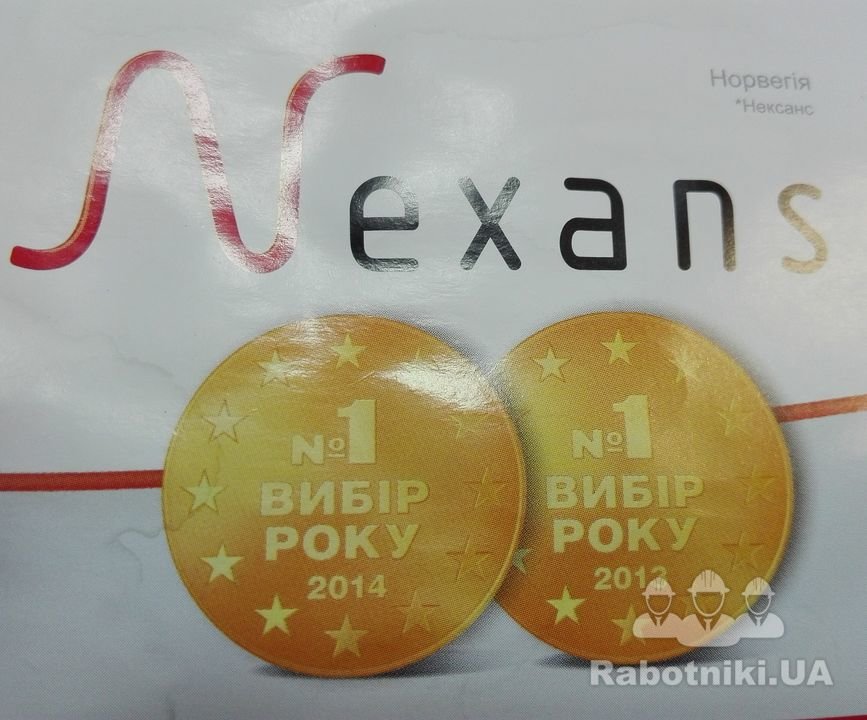 Nexans
Норвегія
*Нексанс
№1
ВИБІР
РОКУ
2014
№1
ВИБІР
РОКУ
2013
Rabotniki.UA